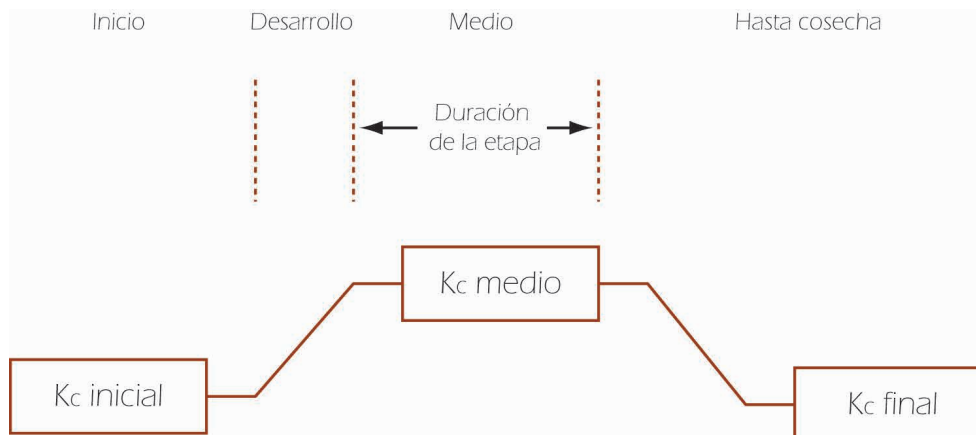 Inicio
Desarrollo
Medio
Hasta cosecha
Duración
de la etapa
Kc medio
Kc inicial
Kc final